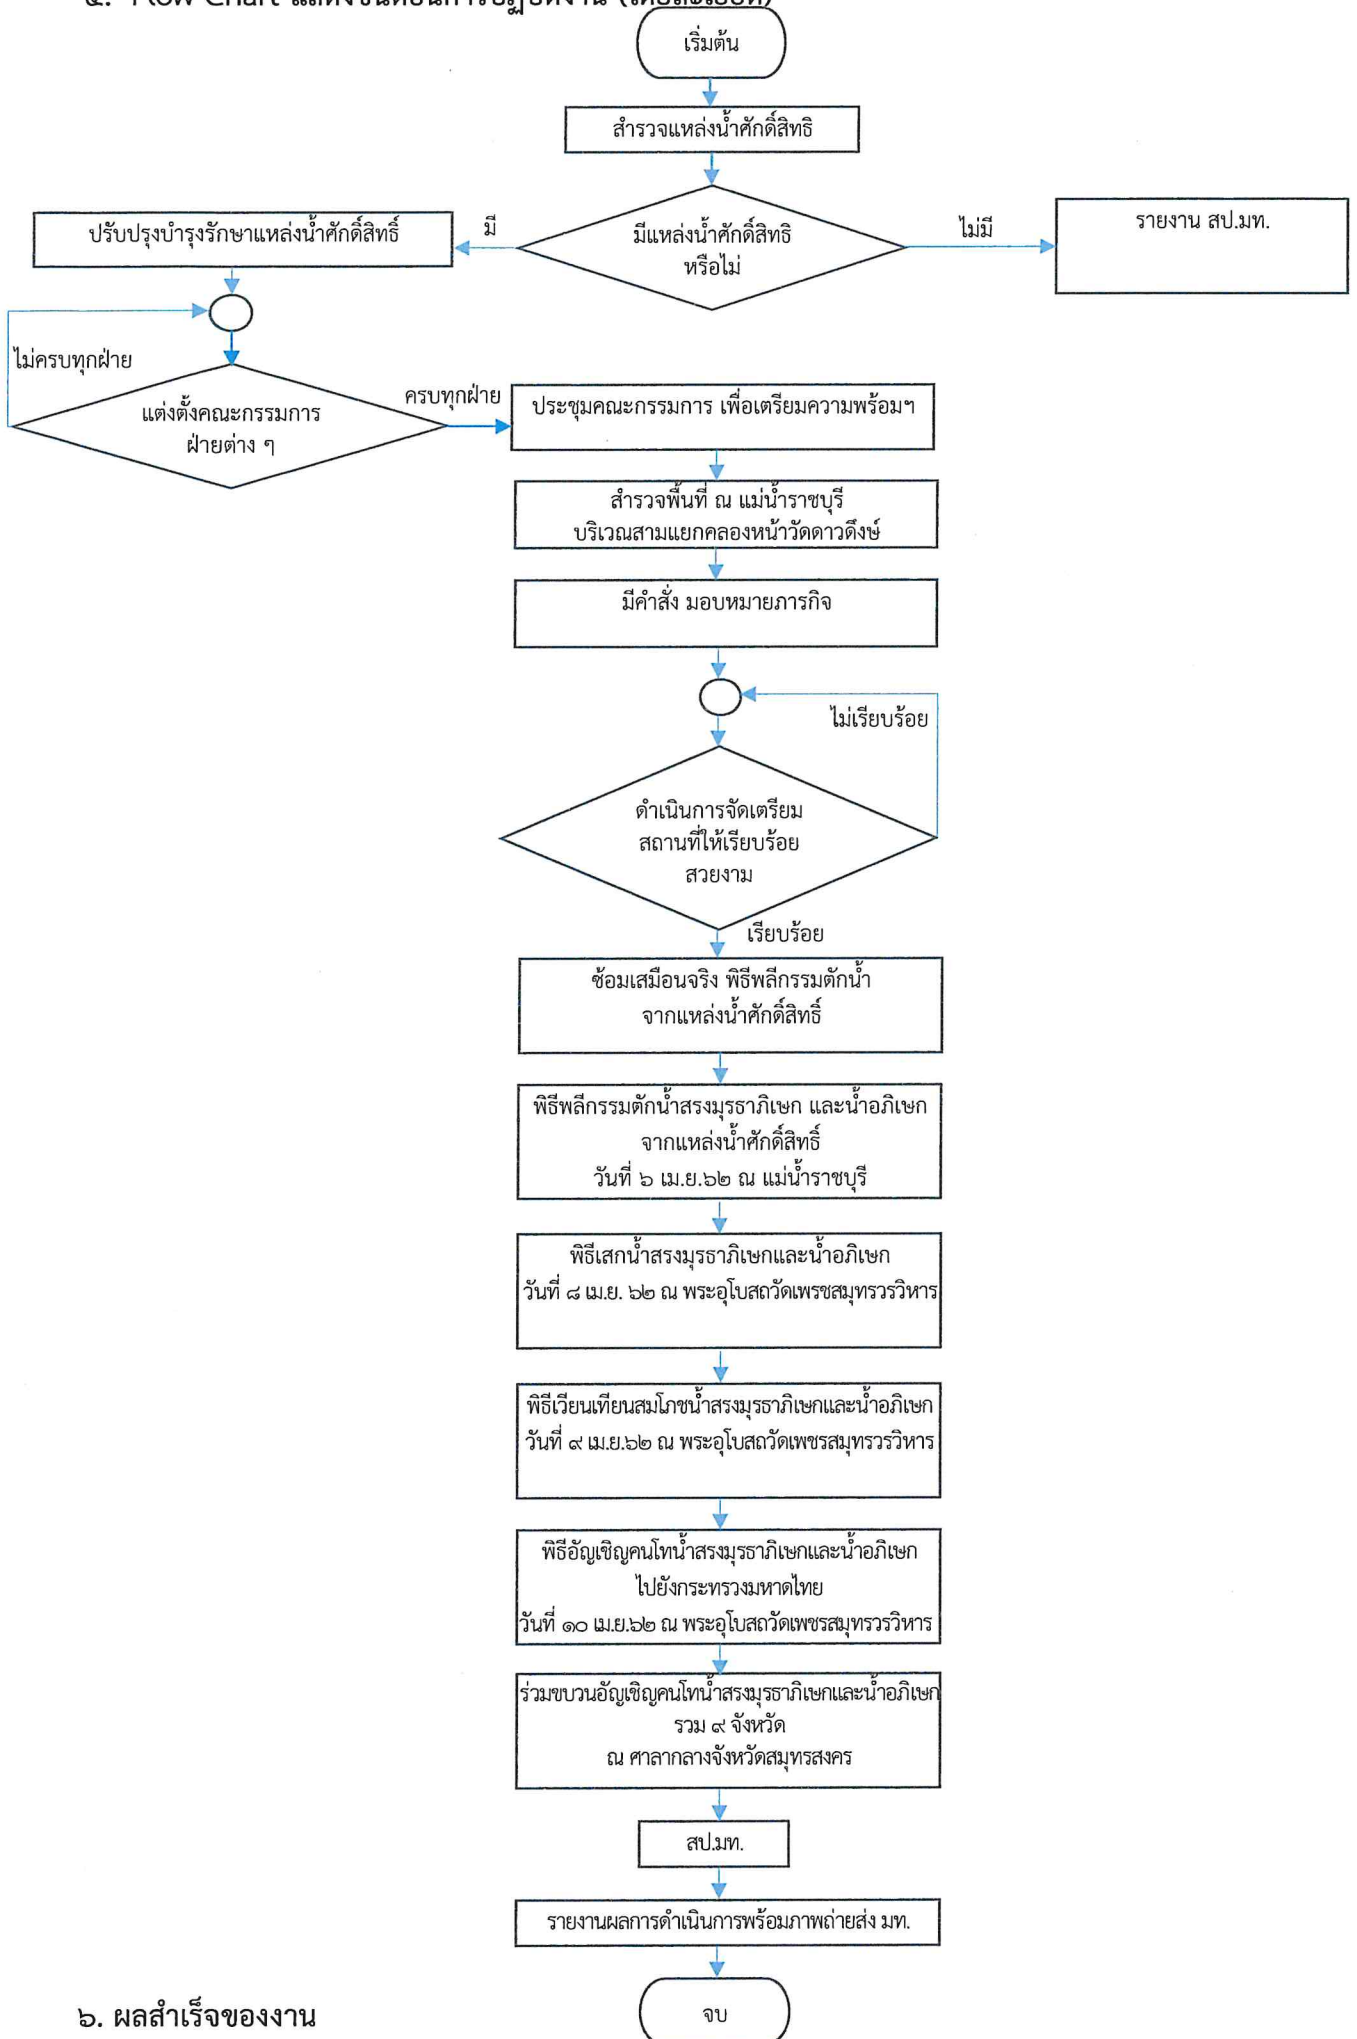 ๕. Flow Chart แสดงขั้นตอนการปฏิบัติงาน (โดยละเอียด)
เริ่มต้น
สำรวจแหล่งน้ำศักดิ์สิทธิ
ปรับปรุงบำรุงรักษาแหล่งน้ำศักดิ์สิทธิ์
มี
มีแหล่งน้ำศักดิ์สิทธิ
หรือไม่
ไม่มี
รายงาน สป.มท.
ไม่ครบทุกฝ่าย
แต่งตั้งคณะกรรมการ
ฝ่ายต่าง ๆ
ครบทุกฝ่าย
ประชุมคณะกรรมการ เพื่อเตรียมความพร้อมฯ
สำรวจพื้นที่ ณ แม่น้ำราชบุรี
บริเวณสามแยกคลองหน้าวัดดาวดึงษ์
มีคำสั่ง มอบหมายภารกิจ
ไม่เรียบร้อย
ดำเนินการจัดเตรียม
สถานที่ให้เรียบร้อย
สวยงาม
เรียบร้อย
ซ้อมเสมือนจริง พิธีพลีกรรมตักน้ำ
จากแหล่งน้ำศักดิ์สิทธิ์
พิธีพลีกรรมตักน้ำสรงมุรธาภิเษก และน้ำอภิเษก
จากแหล่งน้ำศักดิ์สิทธิ์
วันที่ ๖ เม.ย.๖๒ ณ แม่น้ำราชบุรี
พิธีเสกน้ำสรงมุรธาภิเษกและน้ำอภิเษก
วันที่ ๘ เม.ย. ๖๒ ณ พระอุโบสถวัดเพรชสมุทรวรวิหาร
พิธีเวียนเทียนสมโภชน้ำสรงมุรธาภิเษกและน้ำอภิเษก
วันที่ ๙ เม.ย.๖๒ ณ พระอุโบสถวัดเพชรสมุทรวรวิหาร
พิธีอัญเชิญคนโทน้ำสรงมุรธาภิเษกและน้ำอภิเษก
ไปยังกระทรวงมหาดไทย
วันที่ ๑๐ เม.ย.๖๒ ณ พระอุโบสถวัดเพชรสมุทรวรวิหาร
ร่วมขบวนอัญเชิญคนโทน้ำสรงมุรธาภิเษกและน้ำอภิเษก
รวม ๙ จังหวัด
ณ ศาลากลางจังหวัดสมุทรสงคร
สป.มท.
รายงานผลการดำเนินการพร้อมภาพถ่ายส่ง มท.
๖. ผลสำเร็จของงาน
จบ